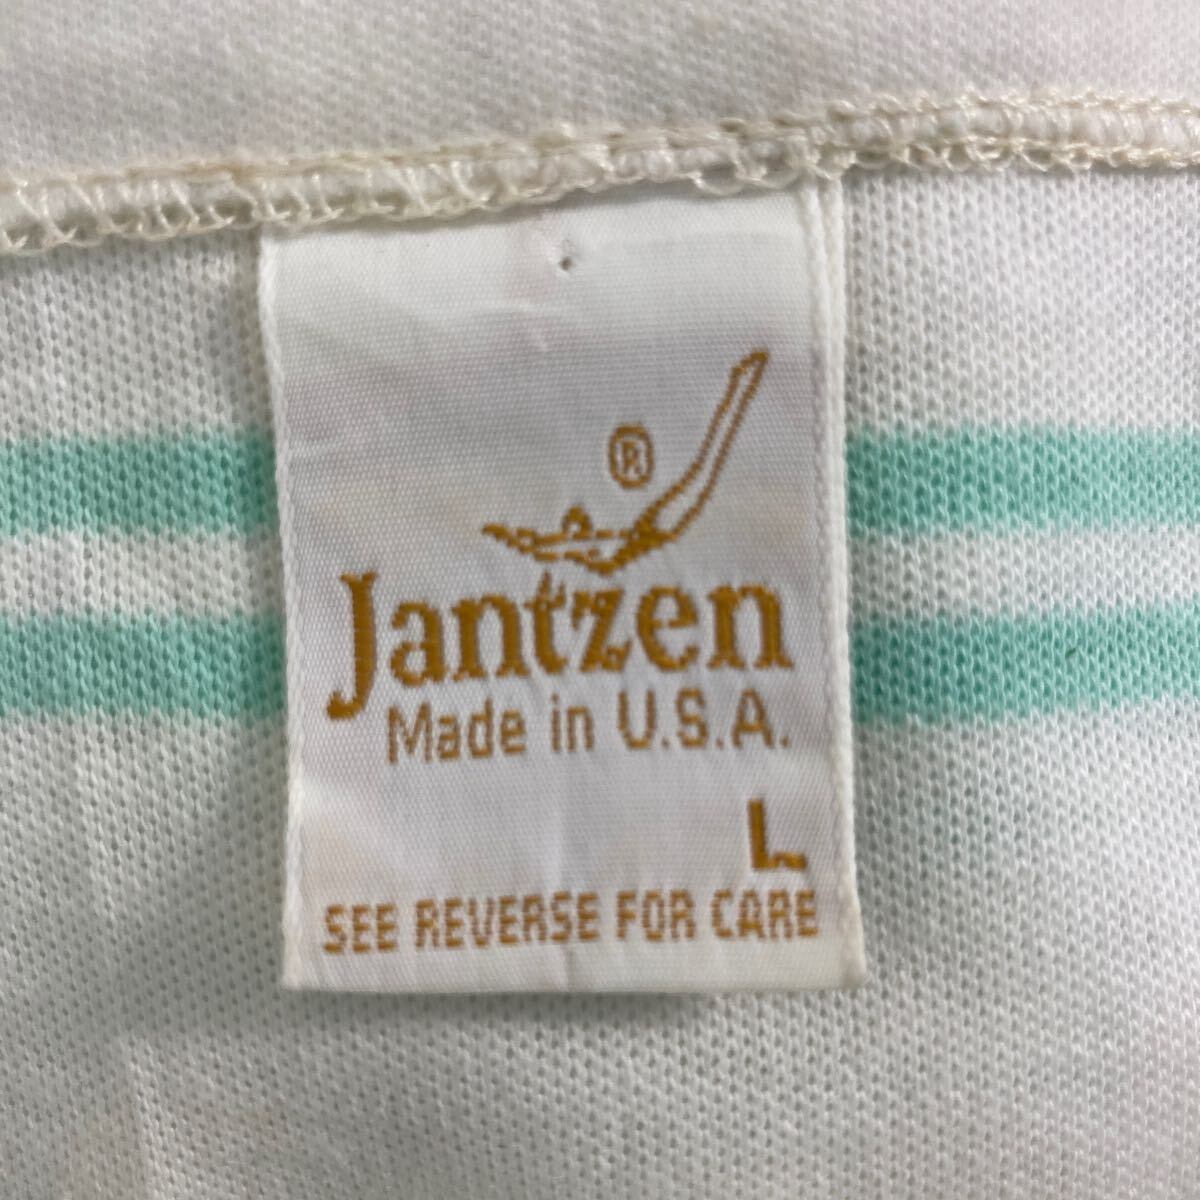 ®
Jantzen
Made in U.S.A.
L
SEE REVERSE FOR CARE